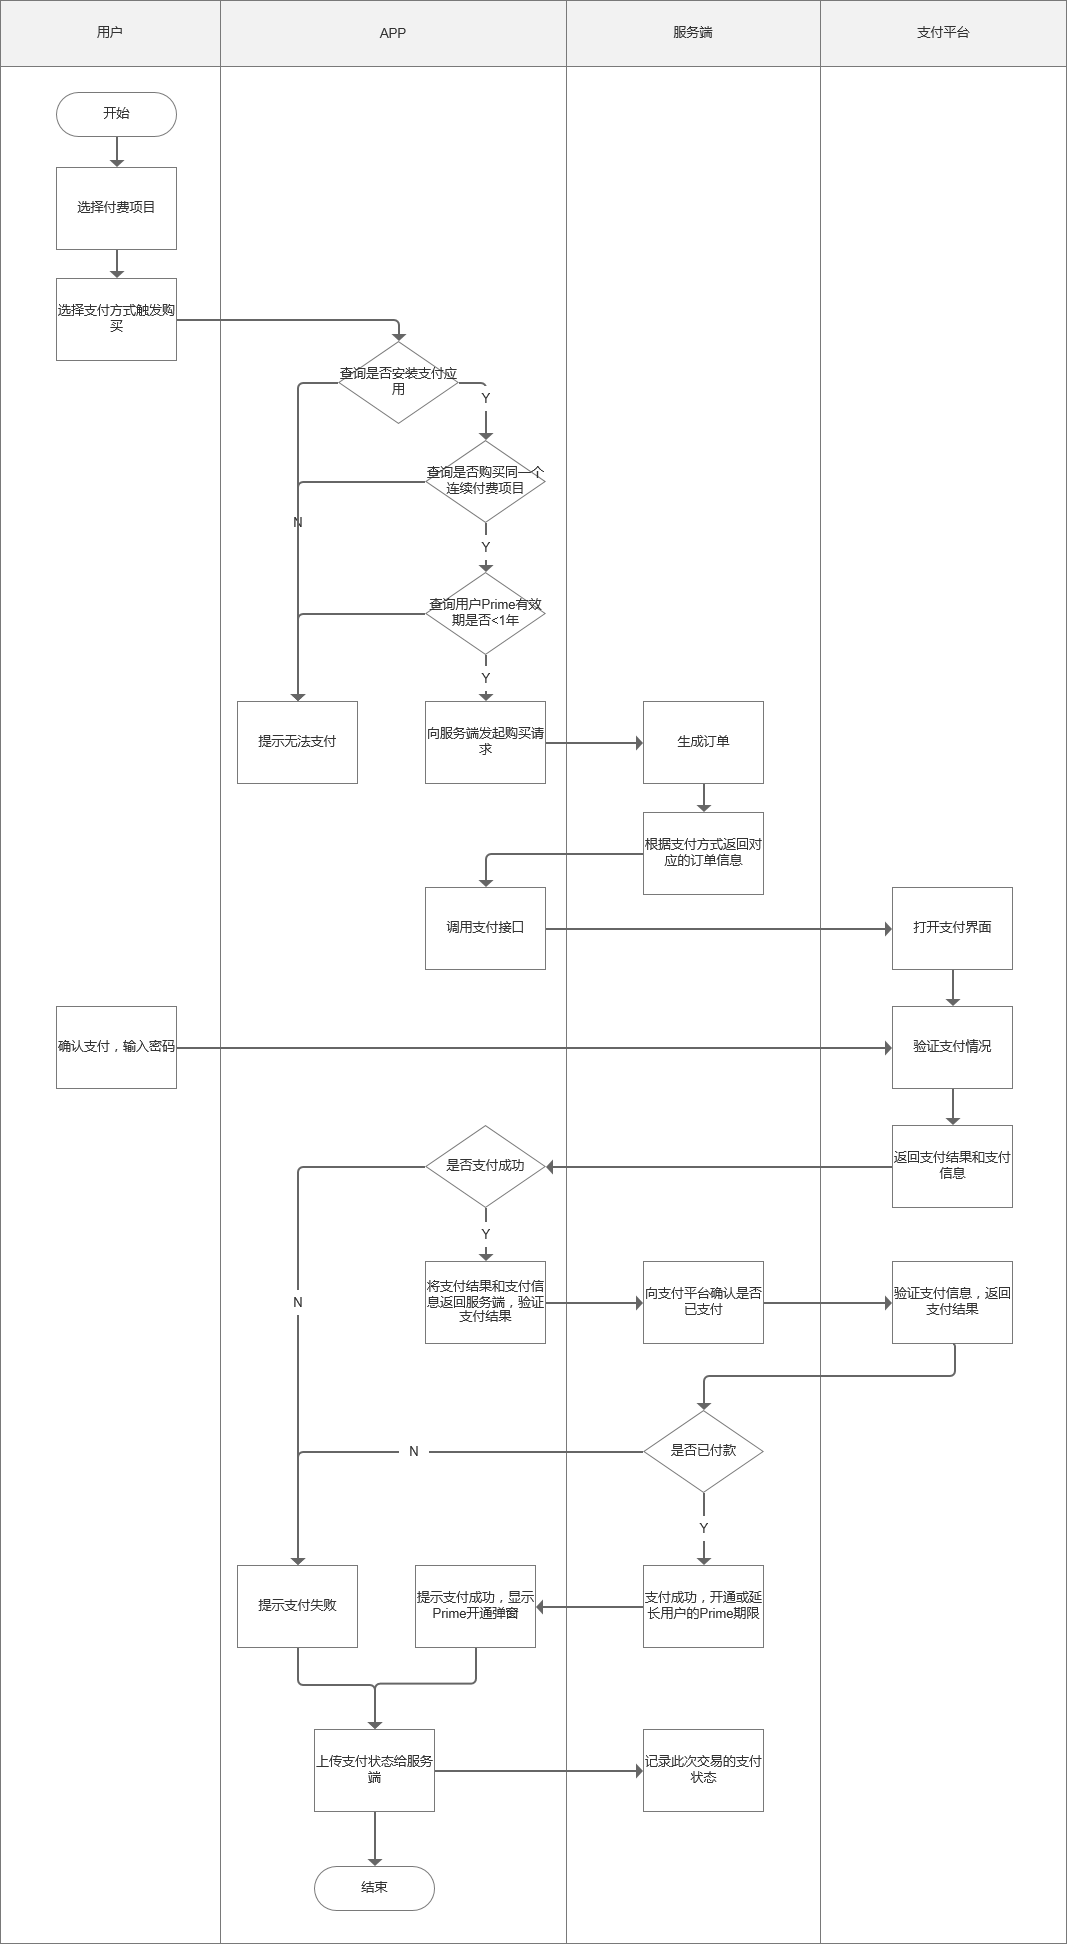 用户
APP
服务端
支付平台
开始
选择付费项目
选择支付方式触发购
买
查询是否安装支付应
用
Y
查询是否购买同一个
连续付费项目
N
Y
查询用户Prime有效
期是否<1年
Y
提示无法支付
向服务端发起购买请
求
生成订单
根据支付方式返回对
应的订单信息
调用支付接口
打开支付界面
确认支付，输入密码
验证支付情况
是否支付成功
返回支付结果和支付
信息
Y
将支付结果和支付信
息返回服务端，验证
支付结果
向支付平台确认是否
已支付
验证支付信息，返回
支付结果
N
是否已付款
N
Y
提示支付失败
提示支付成功，显示
Prime开通弹窗
支付成功，开通或延
长用户的Prime期限
上传支付状态给服务
端
记录此次交易的支付
状态
结束